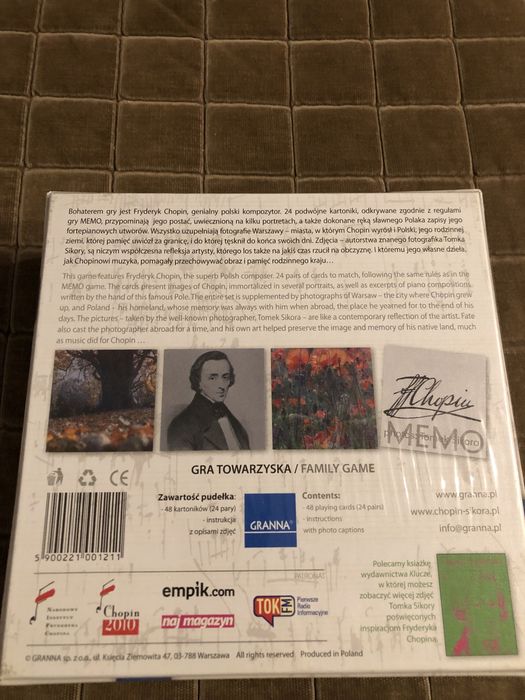 Bohaterem gry jest Fryderyk Chopin, genialny polski kompozytor. 24 podwójne kartoniki, odkrywane zgodnie z regułami
gry MEMO, przypominają jego postać, uwiecznioną na kilku portretach, a także dokonane ręką sławnego Polaka zapisy jego
fortepianowych utworów. Wszystko uzupełniają fotografie Warszawy – miasta, w którym Chopin wyrósł i Polski, jego rodzinnej
ziemi, której pamięć uwiózł za granicę, i do której tęsknił do końca swoich dni. Zdjęcia – autorstwa znanego fotografika Tomka
Sikory, są niczym współczesna refleksja artysty, którego los także na jakiś czas rzucił na obczyznę. I któremu jego własne dzieła,
jak Chopinowi muzyka, pomagały przechowywać obraz i pamięć rodzinnego kraju…
This game features Fryderyk Chopin, the superb Polish composer. 24 pairs of cards to match, following the same rules as in the
MEMO game. The cards present images of Chopin, immortalized in several portraits, as well as excerpts of piano compositions
written by the hand of this famous Pole. The entire set is supplemented by photographs of Warsaw – the city where Chopin grew
up, and Poland – his homeland, whose memory was always with him when abroad, the place he yearned for to the end of his
days. The pictures – taken by the well-known photographer, Tomek Sikora – are like a contemporary reflection of the artist. Fate
also cast the photographer abroad for a time, and his own art helped preserve the image and memory of his native land, much
as music did for Chopin …
FChopin
MEMO
photos: Tomek Sikora
GRA TOWARZYSKA / FAMILY GAME
Zawartość pudełka:
- 48 kartoników (24 pary)
- instrukcja
z opisami zdjęć
GRANNA
Contents:
- 48 playing cards (24 pairs)
- instructions
with photo captions
www.granna.pl
www.chopin-sikora.pl
info@granna.pl
CE
5 900221 001211
PATRONAT:
Narodowy
Instytut
Fryderyka
Chopina
Chopin
2010
empik.com
naj magazyn
TOK
FM
Pierwsze
Radio
Informacyjne
Polecamy książkę
wydawnictwa Klucze,
w której możesz
zobaczyć więcej zdjęć
Tomka Sikory
poświęconych
inspiracjom Fryderyka
Chopina.
© GRANNA sp. z o.o., ul. Księcia Ziemowita 47, 03-788 Warszawa All rights reserved Produced in Poland